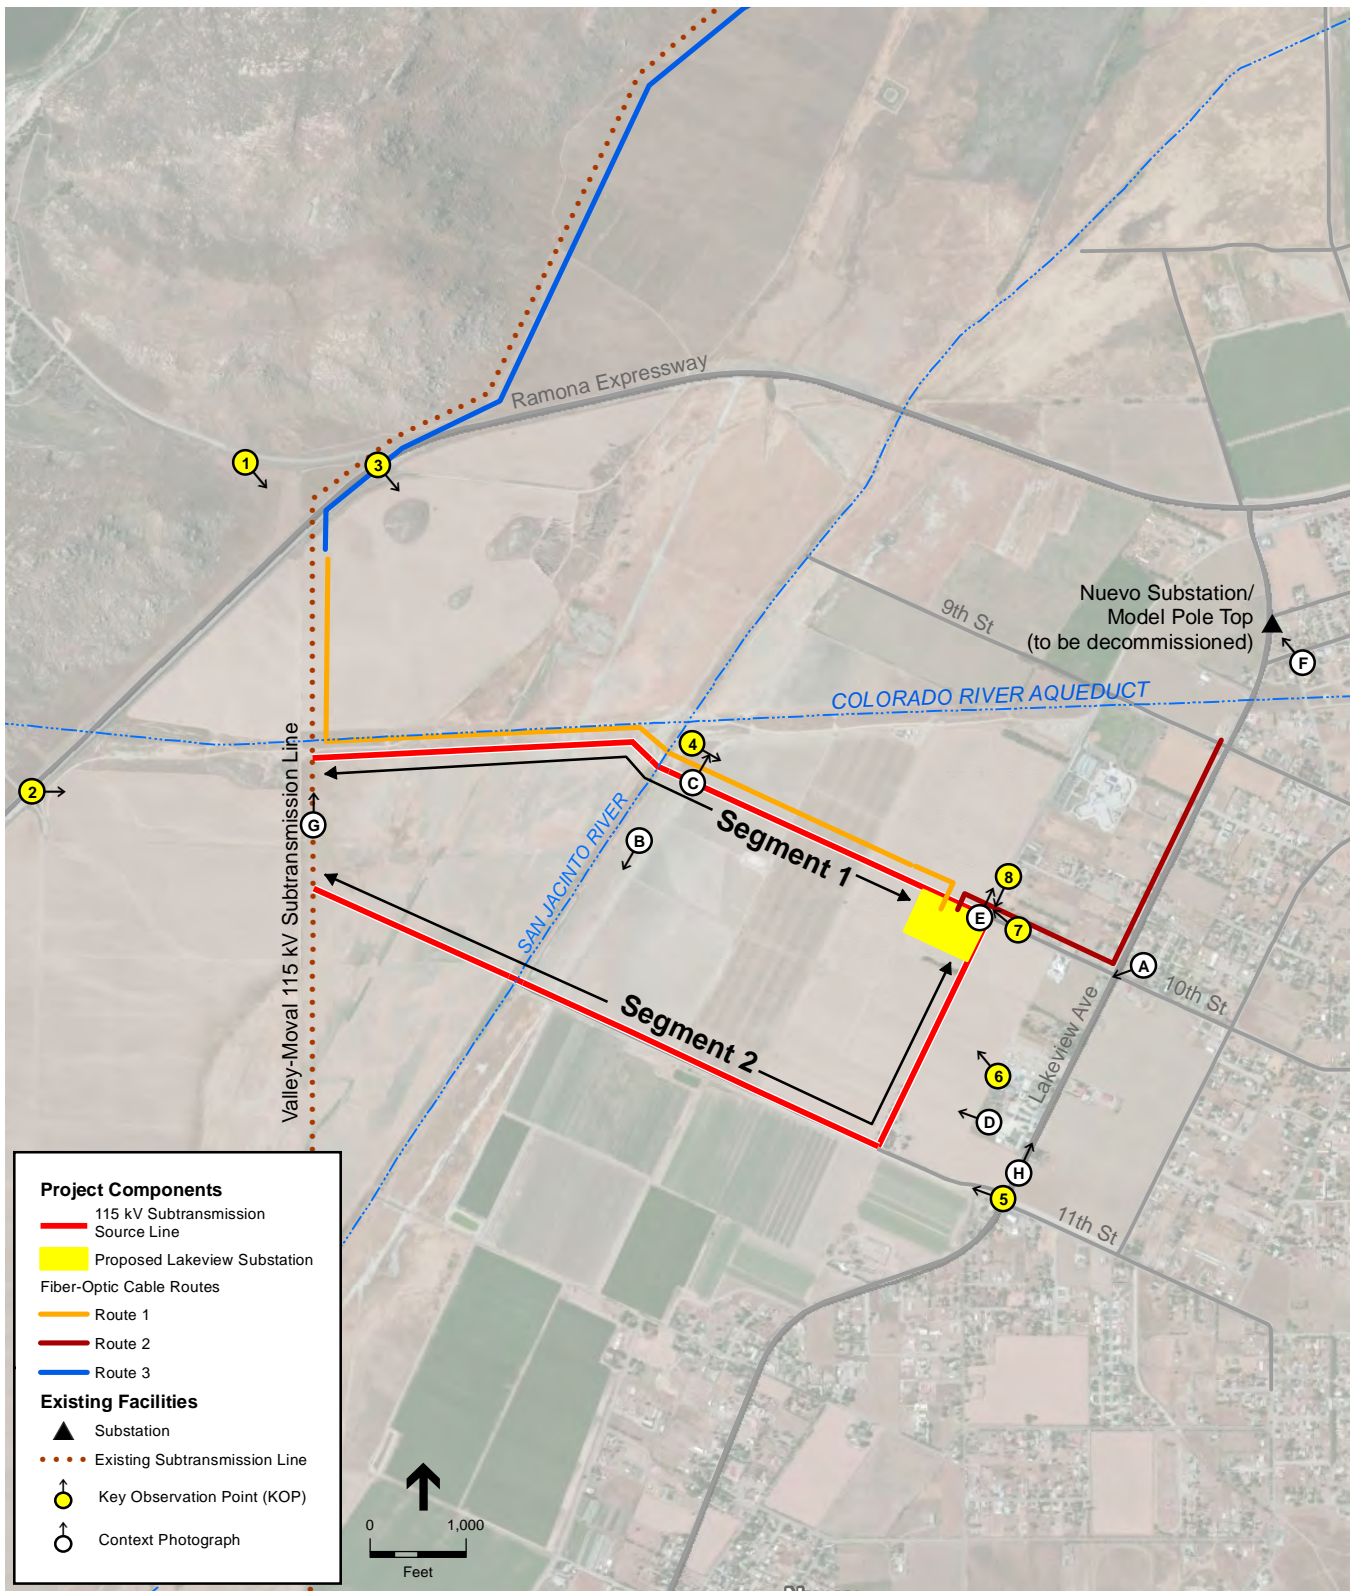 Ramona Expressway
1
3
Nuevo Substation/
Model Pole Top
(to be decommissioned)
9th St
F
COLORADO RIVER AQUEDUCT
4
2
C
Valley-Moval 115 kV Subtransmission Line
G
SAN JACINTO RIVER
B
Segment 1
8
E
7
A
10th St
Segment 2
Lakeview Ave
6
D
H
5
11th St
Project Components
115 kV Subtransmission
Source Line
Proposed Lakeview Substation
Fiber-Optic Cable Routes
Route 1
Route 2
Route 3
Existing Facilities
Substation
Existing Subtransmission Line
Key Observation Point (KOP)
Context Photograph
0 1,000
Feet